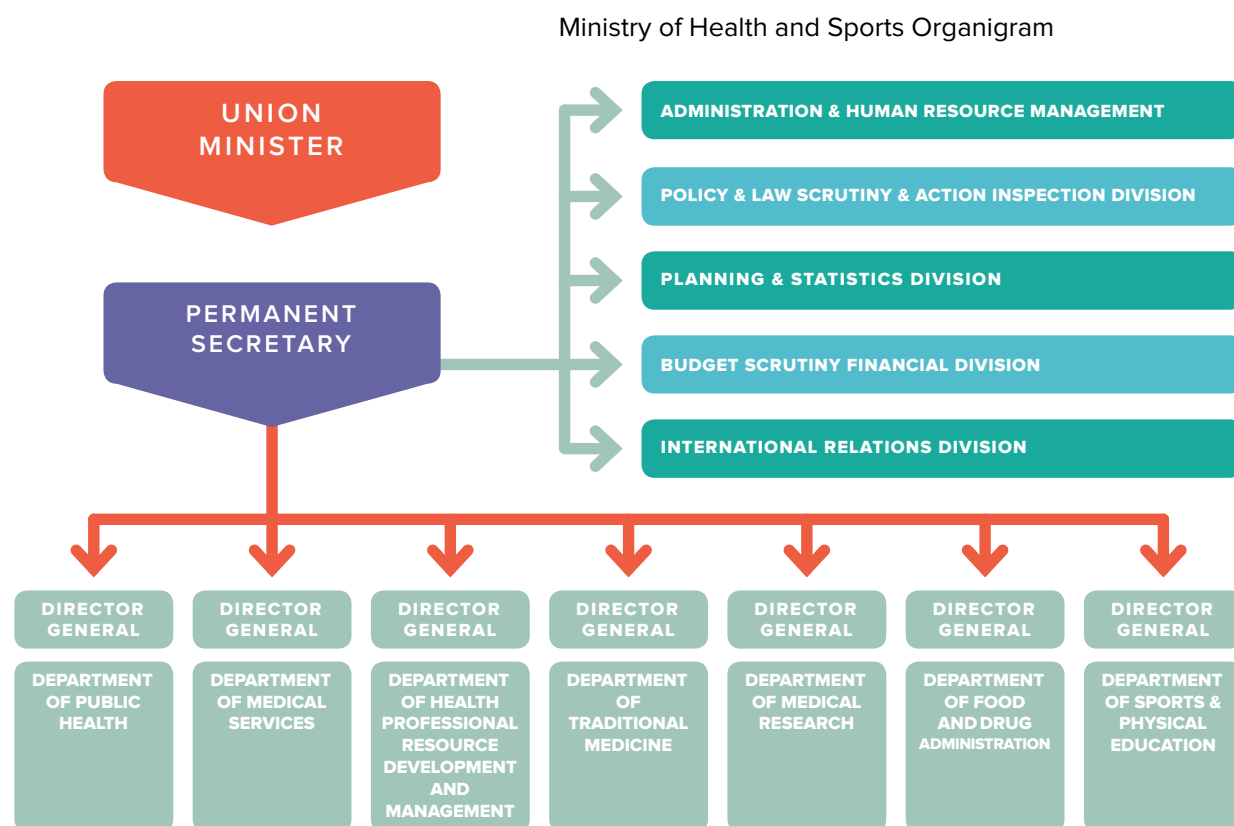 Ministry of Health and Sports Organigram
UNION
MINISTER
PERMANENT
SECRETARY
ADMINISTRATION & HUMAN RESOURCE MANAGEMENT
POLICY & LAW SCRUTINY & ACTION INSPECTION DIVISION
PLANNING & STATISTICS DIVISION
BUDGET SCRUTINY FINANCIAL DIVISION
INTERNATIONAL RELATIONS DIVISION
DIRECTOR
GENERAL
DEPARTMENT
OF PUBLIC
HEALTH
DIRECTOR
GENERAL
DEPARTMENT
OF MEDICAL
SERVICES
DIRECTOR
GENERAL
DEPARTMENT
OF HEALTH
PROFESSIONAL
RESOURCE
DEVELOPMENT
AND
MANAGEMENT
DIRECTOR
GENERAL
DEPARTMENT
OF
TRADITIONAL
MEDICINE
DIRECTOR
GENERAL
DEPARTMENT
OF MEDICAL
RESEARCH
DIRECTOR
GENERAL
DEPARTMENT
OF FOOD
AND DRUG
ADMINISTRATION
DIRECTOR
GENERAL
DEPARTMENT
OF SPORTS &
PHYSICAL
EDUCATION